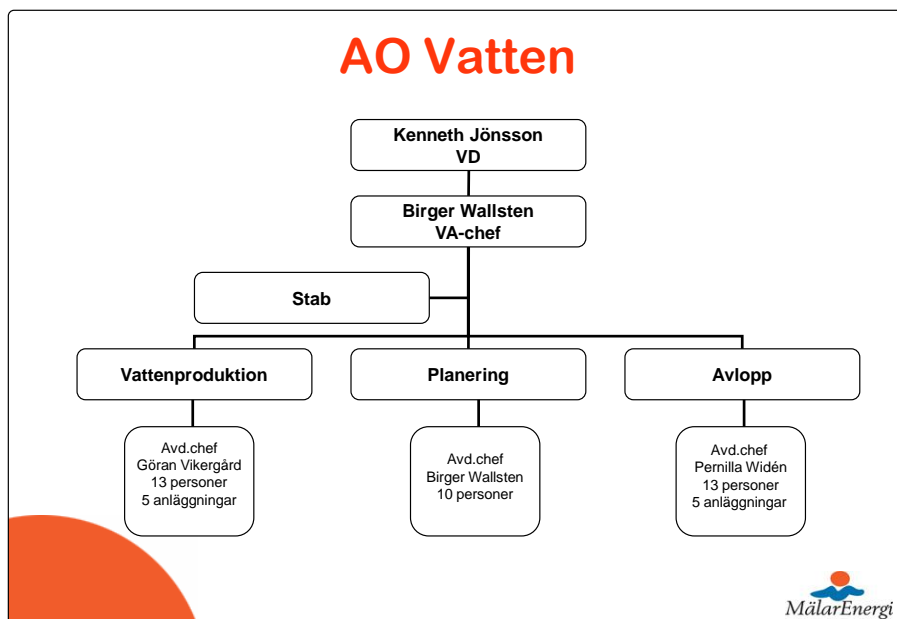 AO Vatten
Kenneth Jönsson
VD
Birger Wallsten
VA-chef
Stab
Vattenproduktion
Planering
Avlopp
Avd.chef
Göran Vikergård
13 personer
5 anläggningar
Avd.chef
Birger Wallsten
10 personer
Avd.chef
Pernilla Widén
13 personer
5 anläggningar
MälarEnergi